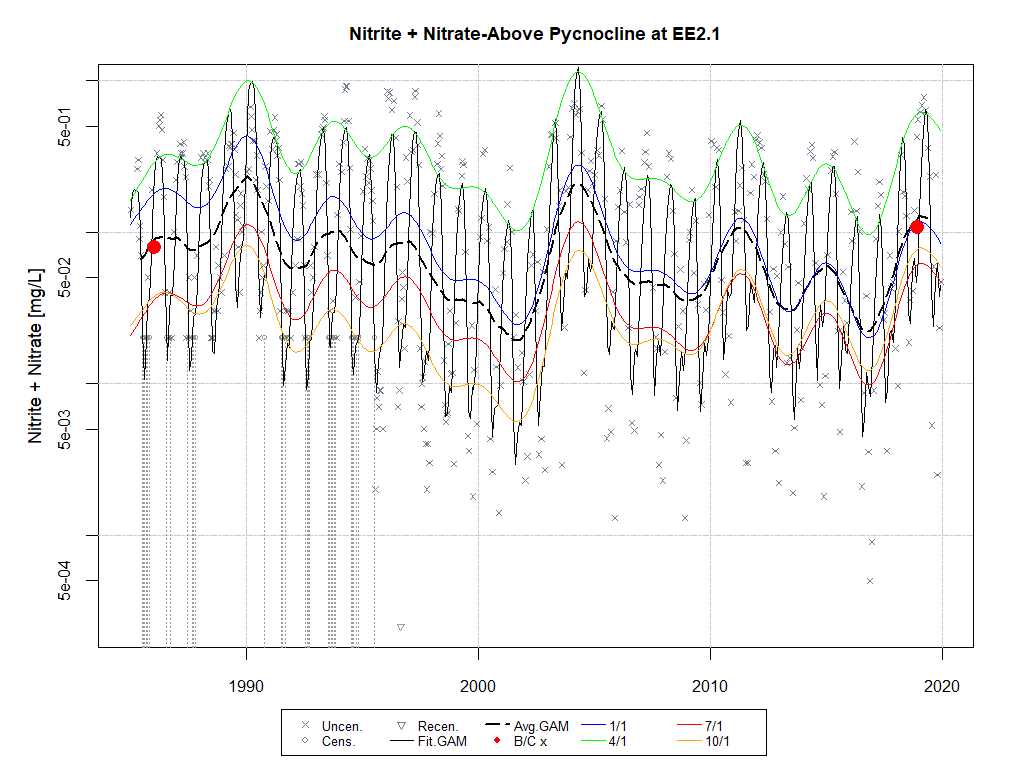 Nitrite + Nitrate-Above Pycnocline at EE2.1
Nitrite + Nitrate [mg/L]
5e-01
5e-02
5e-03
5e-04
1990 2000 2010 2020
Uncen. Recen. Avg.GAM 1/1 7/1
Cens. Fit.GAM B/C x 4/1 10/1